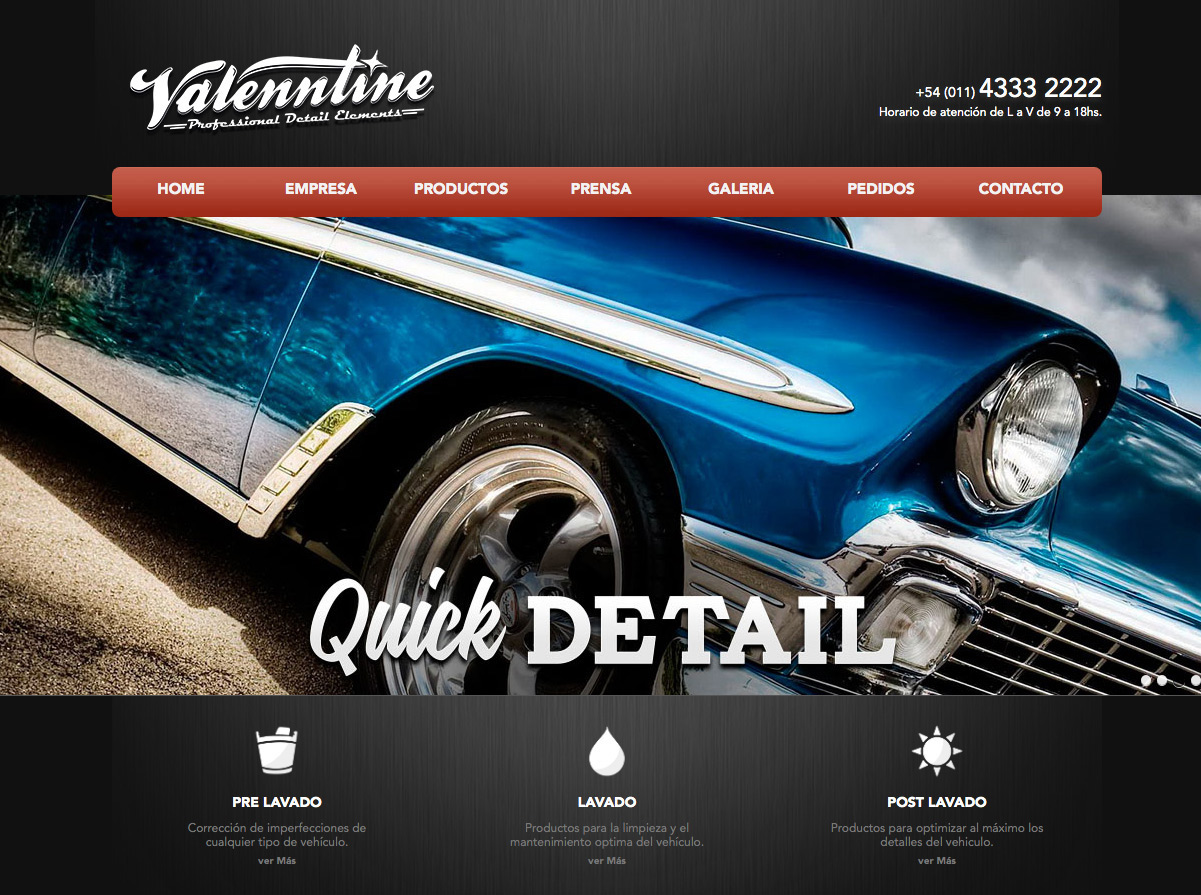 Valenntine
Professional Detail Elements
+54 (011) 4333 2222
Horario de atención de L a V de 9 a 18hs.
HOME EMPRESA PRODUCTOS PRENSA GALERIA PEDIDOS CONTACTO
Quick DETAIL
PRE LAVADO
Corrección de imperfecciones de
cualquier tipo de vehículo.
ver Más
LAVADO
Productos para la limpieza y el
mantenimiento optima del vehículo.
ver Más
POST LAVADO
Productos para optimizar al máximo los
detalles del vehiculo.
ver Más